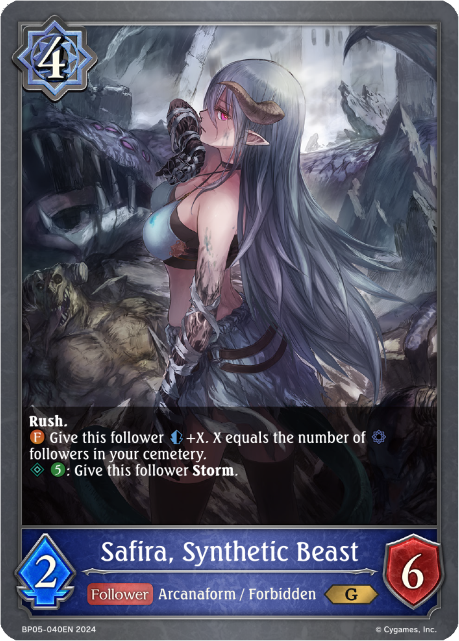 4
Rush.
F Give this follower +X. X equals the number of
followers in your cemetery.
5: Give this follower Storm.
Safira, Synthetic Beast
2
Follower Arcanaform / Forbidden G
6
BP05-040EN 2024 © Cygames, Inc.